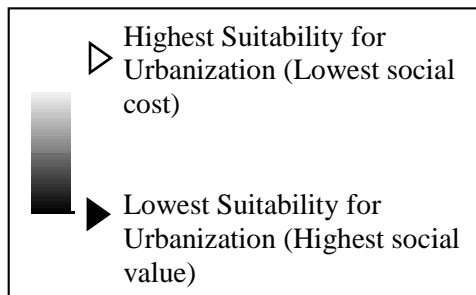 Highest Suitability for
Urbanization (Lowest social
cost)
Lowest Suitability for
Urbanization (Highest social
value)